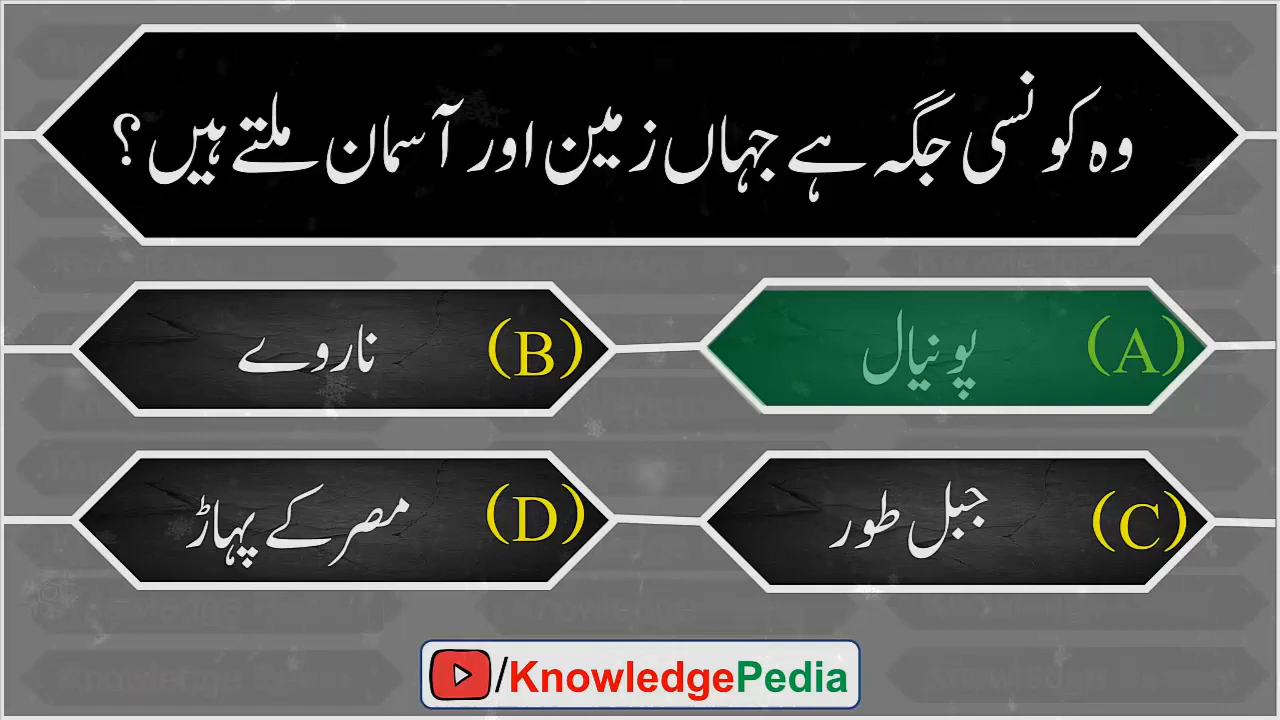 وہ کونسی جگہ ہے جہاں زمین اور آسمان ملتے ہیں؟
(A) پونیال
(B) ناروے
(C) جبل طور
(D) مصر کے پہاڑ
/KnowledgePedia